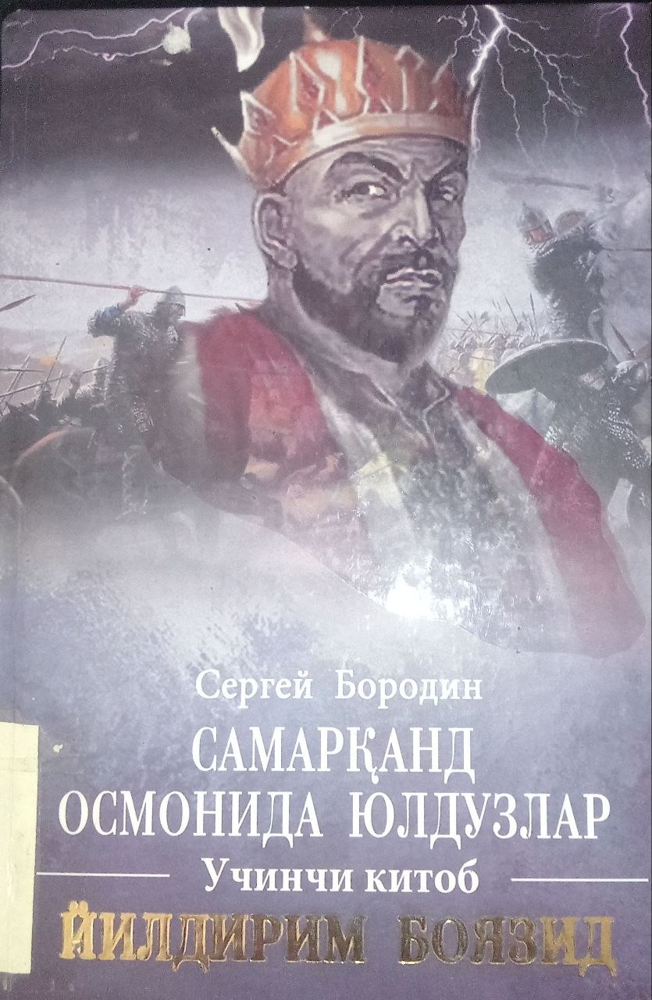 Сергей Бородин
САМАРҚАНД
ОСМОНИДА ЮЛДУЗЛАР
Учинчи китоб
ЙИЛДИРИМ БОЯЗИД